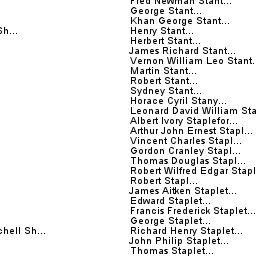 Fred Newman Stant...
George Stant...
Khan George Stant...
Sh... Henry Stant...
Herbert Stant...
James Richard Stant...
Vernon William Leo Stant.
Martin Stant...
Robert Stant...
Sydney Stant...
Horace Cyril Stany...
Leonard David William Sta
Albert Ivory Staplefor...
Arthur John Ernest Stapl...
Vincent Charles Stapl...
Gordon Cranley Stapl...
Thomas Douglas Stapl...
Robert Wilfred Edgar Stapl
Robert Stapl...
James Aitken Staplet...
Edward Staplet...
Francis Frederick Staplet...
George Staplet...
chell Sh... Richard Henry Staplet...
John Philip Staplet...
Thomas Staplet...